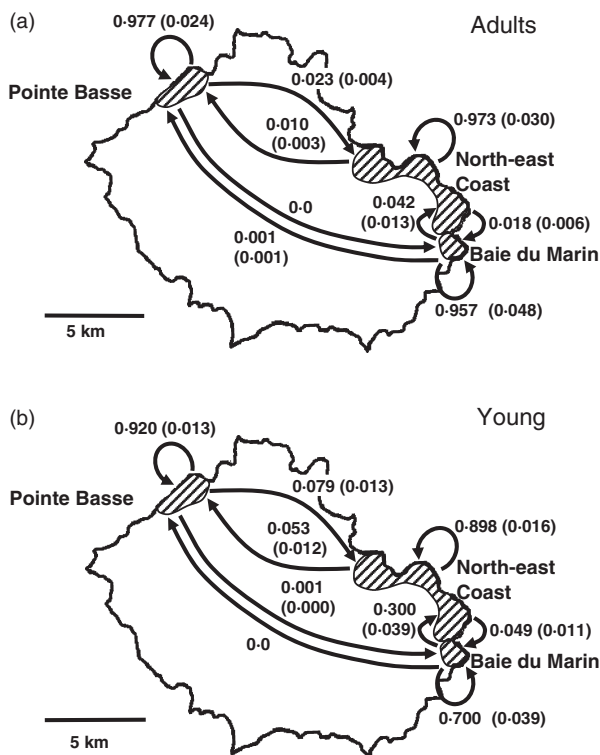 (a)
Adults
0·977 (0·024)
Pointe Basse
0·023 (0·004)
0·010
(0·003)
0·973 (0·030)
North-east
Coast
0·042
(0·013)
0·0
0·018 (0·006)
0·001
(0·001)
Baie du Marin
0·957 (0·048)
5 km
(b)
Young
0·920 (0·013)
Pointe Basse
0·079 (0·013)
0·053
(0·012)
0·898 (0·016)
North-east
Coast
0·001
(0·000)
0·300
(0·039)
0·049 (0·011)
0·0
Baie du Marin
0·700 (0·039)
5 km